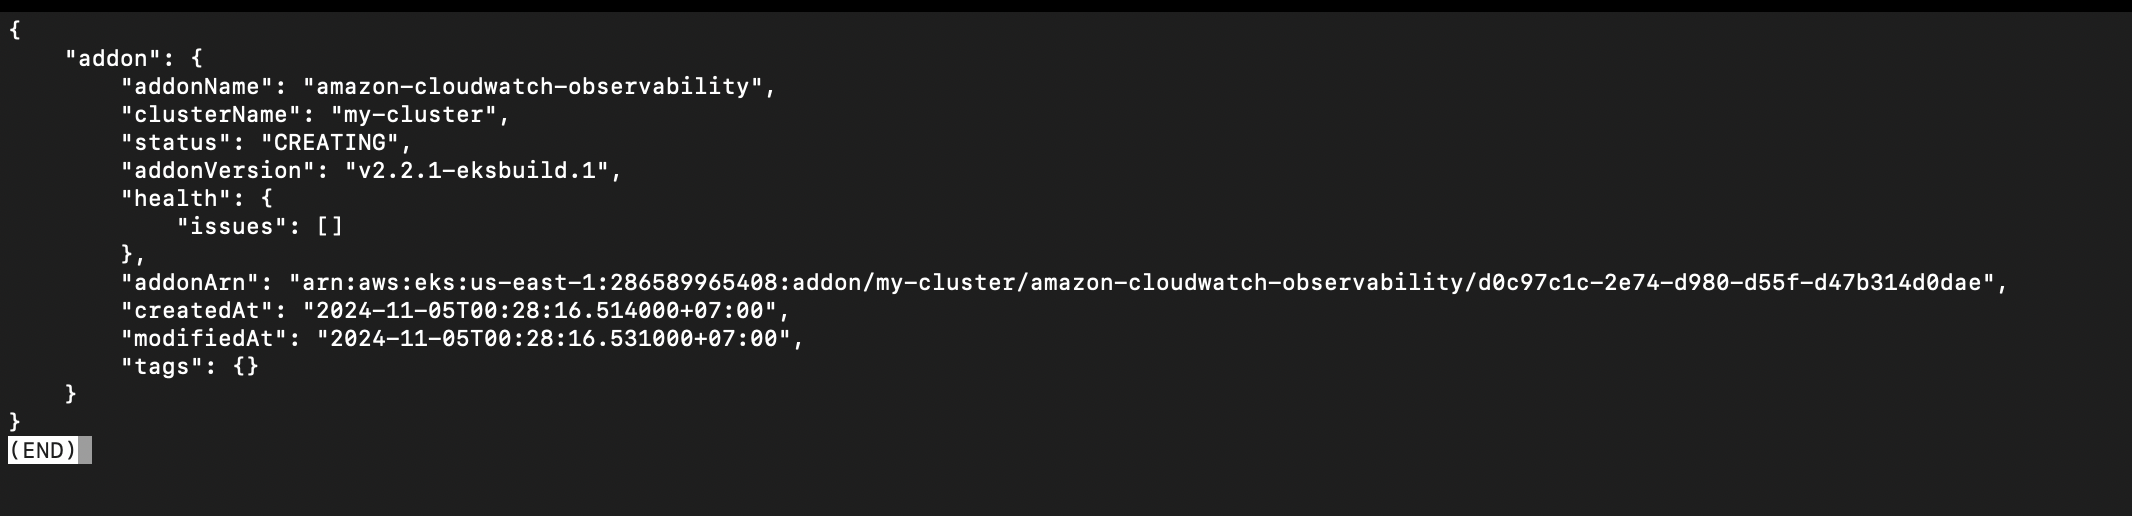 {
    "addon": {
        "addonName": "amazon-cloudwatch-observability",
        "clusterName": "my-cluster",
        "status": "CREATING",
        "addonVersion": "v2.2.1-eksbuild.1",
        "health": {
            "issues": []
        },
        "addonArn": "arn:aws:eks:us-east-1:286589965408:addon/my-cluster/amazon-cloudwatch-observability/d0c97c1c-2e74-d980-d55f-d47b314d0dae",
        "createdAt": "2024-11-05T00:28:16.514000+07:00",
        "modifiedAt": "2024-11-05T00:28:16.531000+07:00",
        "tags": {}
    }
}
(END)